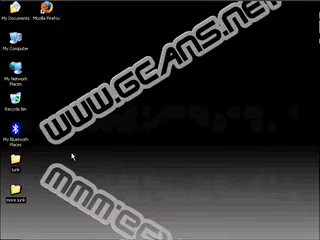 My Documents
Mozilla Firefox
My Computer
My Network
Places
Recycle Bin
My Bluetooth
Places
junk
more junk
WWW.GCANS.NET